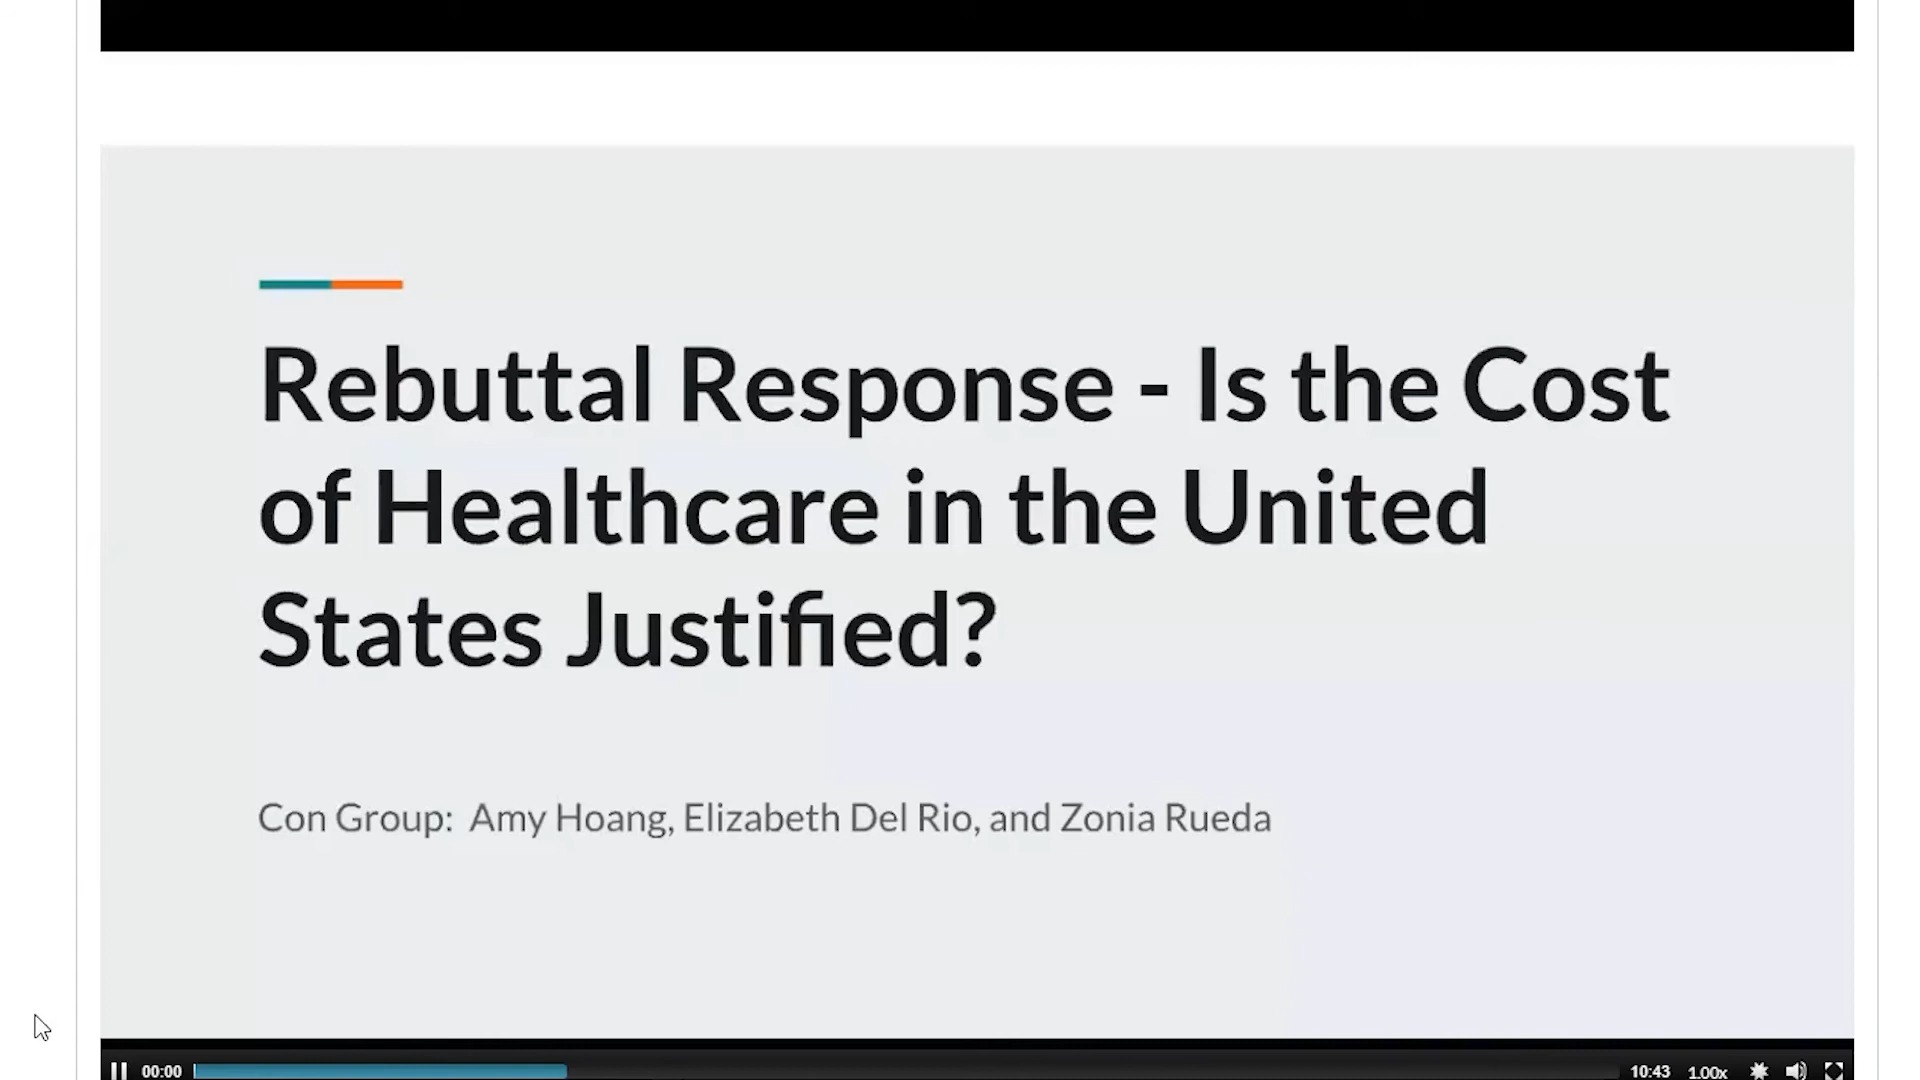 Rebuttal Response - Is the Cost
of Healthcare in the United
States Justified?
Con Group: Amy Hoang, Elizabeth Del Rio, and Zonia Rueda
00:00 10:43 1.00x